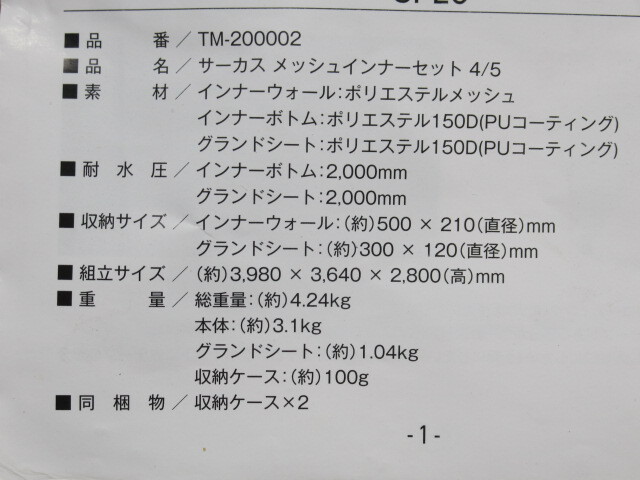 ■品番／TM-200002
■品名／サーカス メッシュインナーセット 4/5
■素材／インナーウォール：ポリエステルメッシュ
インナーボトム：ポリエステル150D(PUコーティング)
グランドシート：ポリエステル150D(PUコーティング)
■耐水圧／インナーボトム：2,000mm
グランドシート：2,000mm
■収納サイズ／インナーウォール：(約)500 × 210(直径)mm
グランドシート：(約)300 × 120(直径)mm
■組立サイズ／(約)3,980 × 3,640 × 2,800(高)mm
■重量／総重量：(約)4.24kg
本体：(約)3.1kg
グランドシート：(約)1.04kg
収納ケース：(約)100g
■同梱物／収納ケース×2
-1-